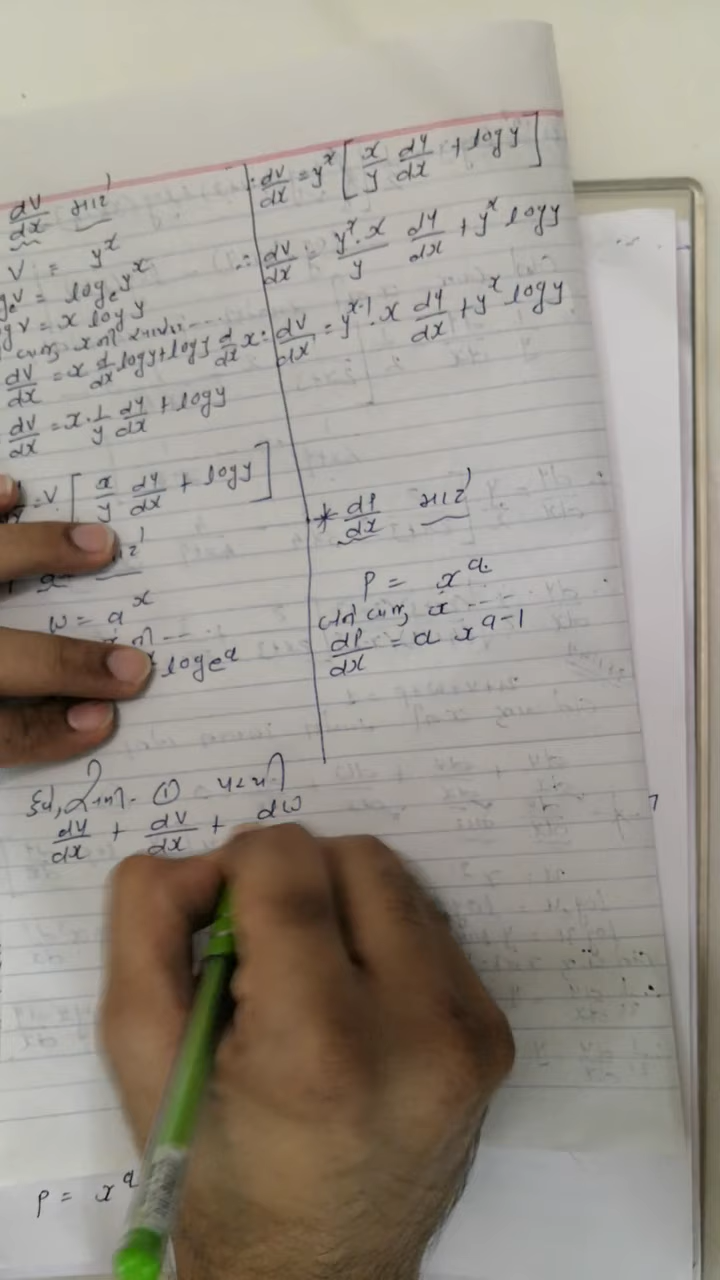 dv/dx માટે
V = y^x
log_e V = log_e y^x
log V = x log y
dv/dx = x d/dx log y + log y d/dx x
dv/dx = x · 1/y dy/dx + log y
= V [ x/y dy/dx + log y ]
w = a^x
log_e a
∴ dv/dx = y^x [ x/y dy/dx + log y ]
∴ dv/dx = y^x · x / y dy/dx + y^x log y
∴ dv/dx = y^x-1 · x dy/dx + y^x log y
* dp/dx માટે
P = x^a
dp/dx = a x^a-1
① પરથી
+ dv/dx + dw
P = x^a